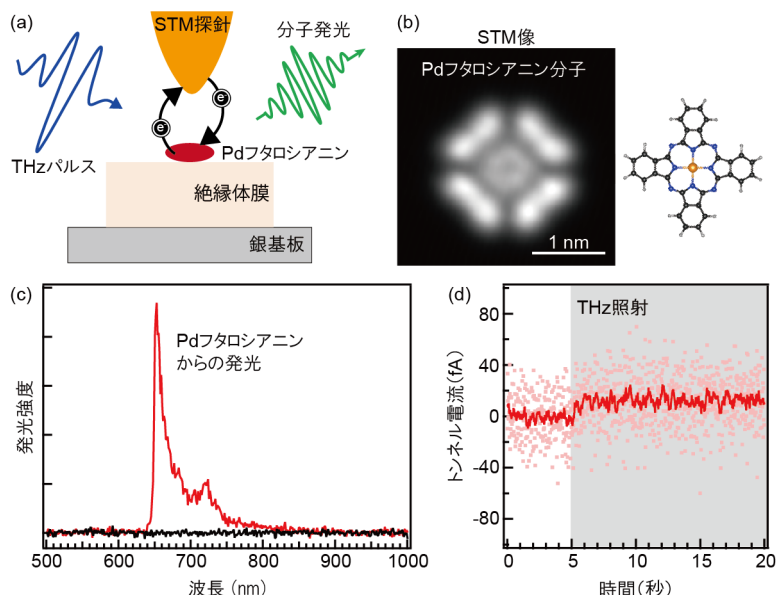 (a)
STM探針
分子発光
e-
e-
THzパルス
Pdフタロシアニン
絶縁体膜
銀基板
(b)
STM像
Pdフタロシアニン分子
1 nm
(c)
発光強度
Pdフタロシアニン
からの発光
500
600
700
800
900
1000
波長 (nm)
(d)
THz照射
トンネル電流(fA)
80
40
0
-40
-80
0
5
10
15
20
時間(秒)